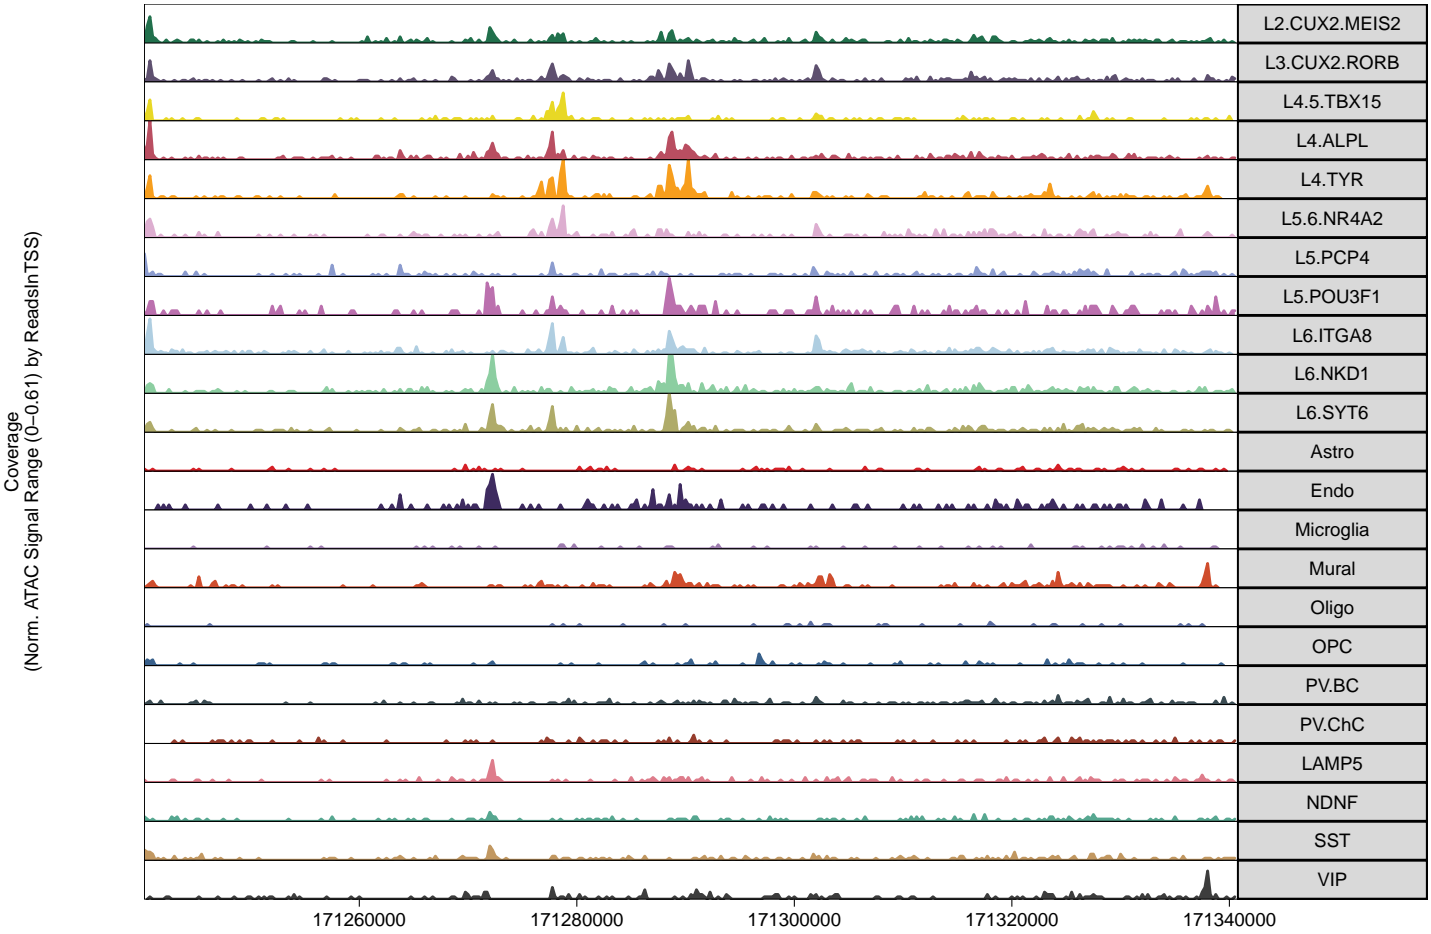 L2.CUX2.MEIS2
L3.CUX2.RORB
L4.5.TBX15
L4.ALPL
L4.TYR
L5.6.NR4A2
L5.PCP4
L5.POU3F1
L6.ITGA8
L6.NKD1
L6.SYT6
Astro
Endo
Microglia
Mural
Oligo
OPC
PV.BC
PV.ChC
LAMP5
NDNF
SST
VIP
Coverage
(Norm. ATAC Signal Range (0−0.61) by ReadsInTSS)
171260000 171280000 171300000 171320000 171340000